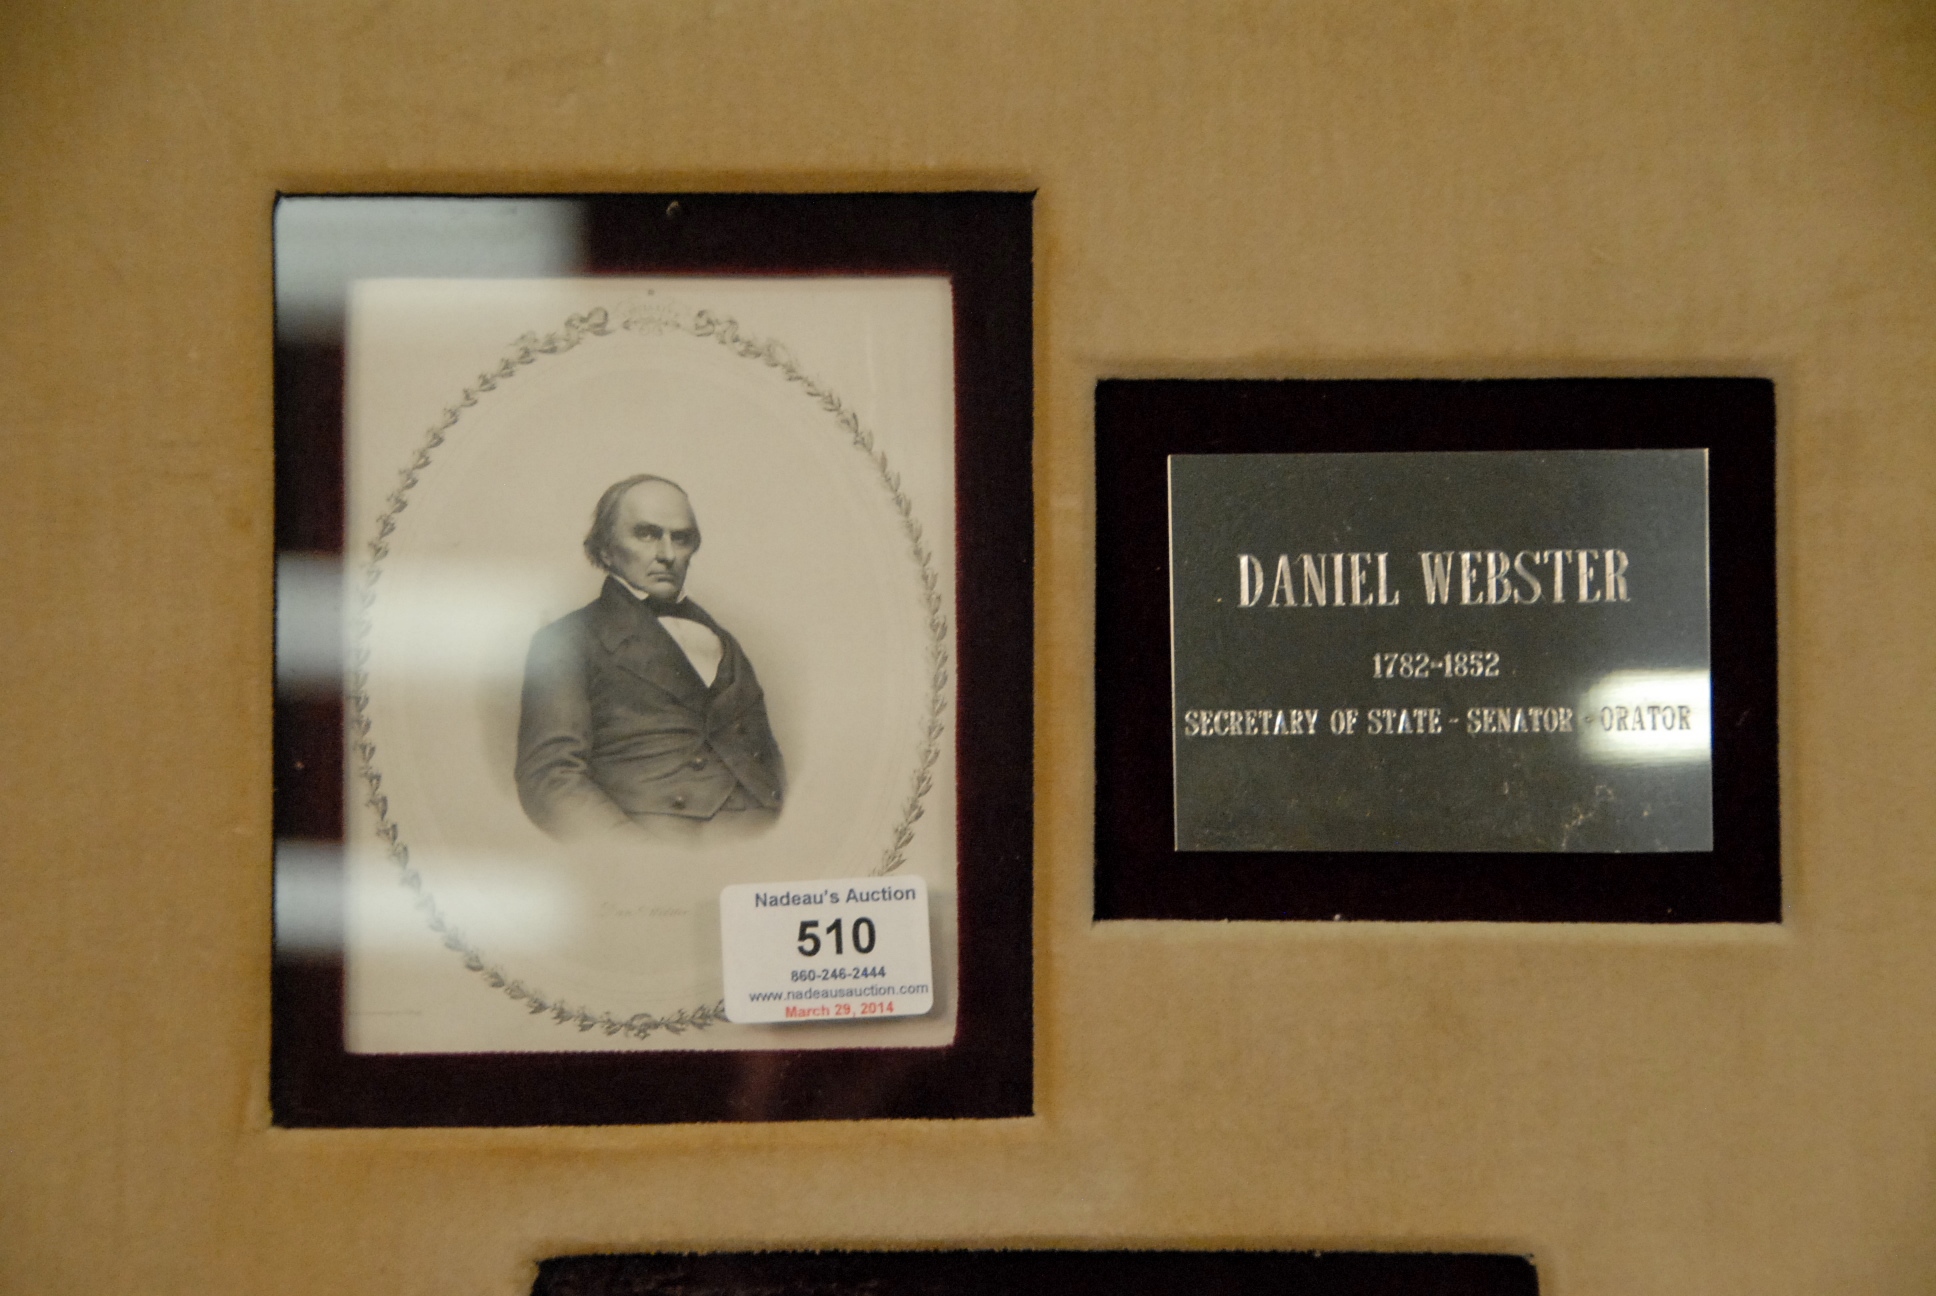 Nadeau's Auction
510
860-246-2444
www.nadeausauction.com
March 29, 2014
DANIEL WEBSTER
1782-1852
SECRETARY OF STATE - SENATOR - ORATOR